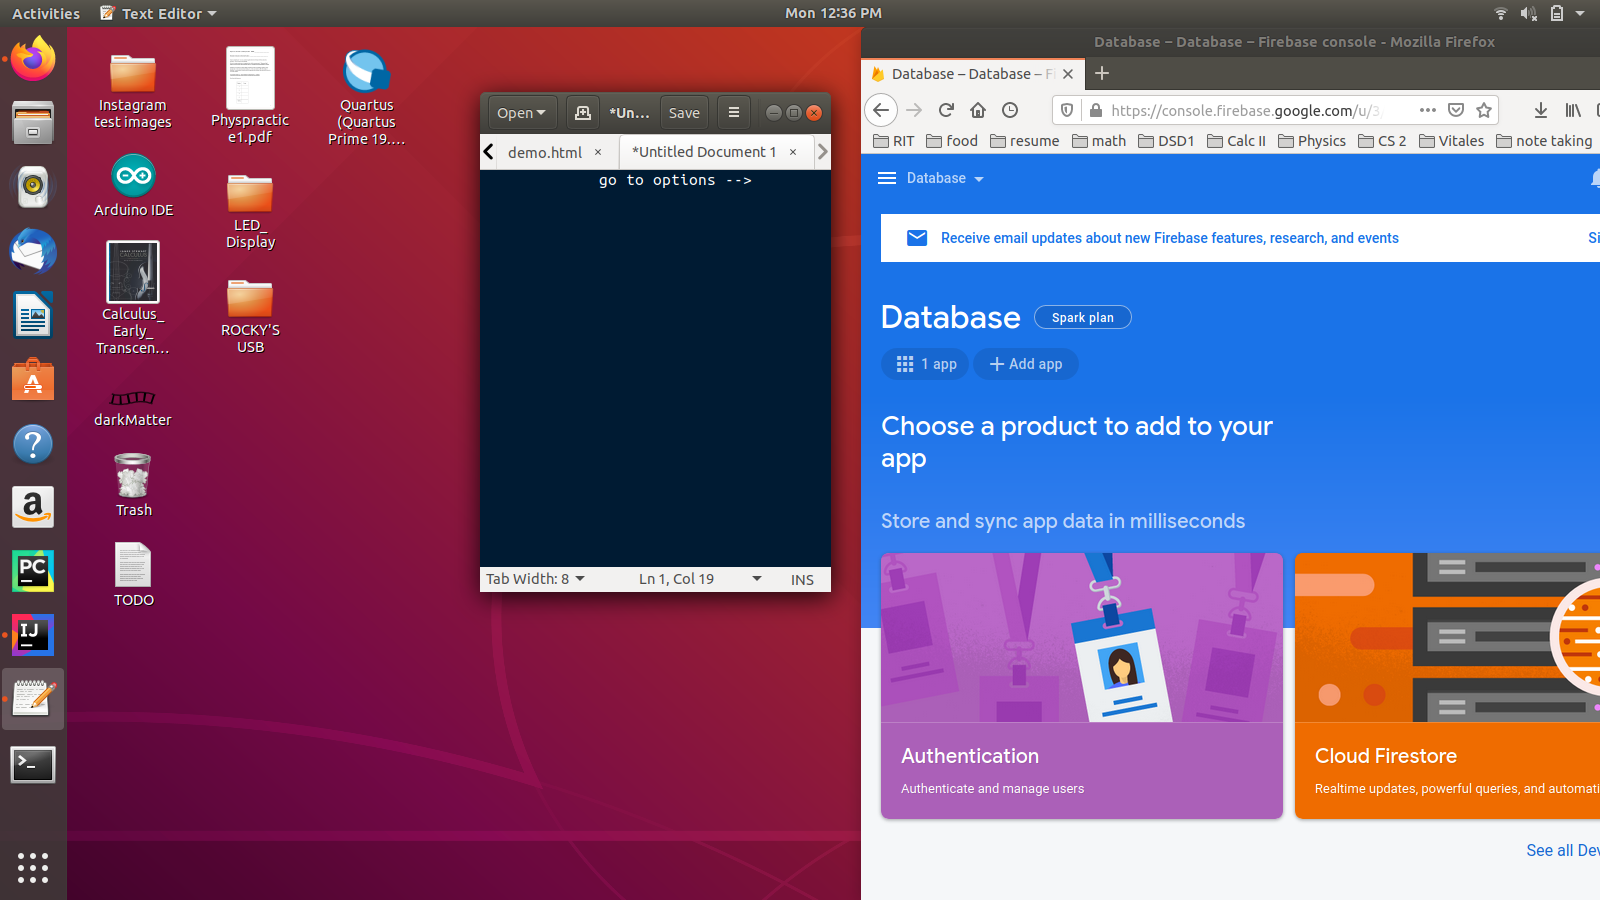 Activities
Text Editor
Mon 12:36 PM
Instagram
test images
Physpractic
e1.pdf
Quartus
(Quartus
Prime 19....
Arduino IDE
LED_
Display
Calculus_
Early_
Transcen...
ROCKY'S
USB
darkMatter
Trash
TODO
Open
*Un...
Save
demo.html
*Untitled Document 1
go to options -->
Tab Width: 8
Ln 1, Col 19
INS
Database – Database – Firebase console - Mozilla Firefox
Database – Database – Fi
https://console.firebase.google.com/u/3
RIT
food
resume
math
DSD1
Calc II
Physics
CS 2
Vitales
note taking
Database
Receive email updates about new Firebase features, research, and events
Si
Database
Spark plan
1 app
Add app
Choose a product to add to your
app
Store and sync app data in milliseconds
Authentication
Authenticate and manage users
Cloud Firestore
Realtime updates, powerful queries, and automati
See all Dev
a
PC
IJ